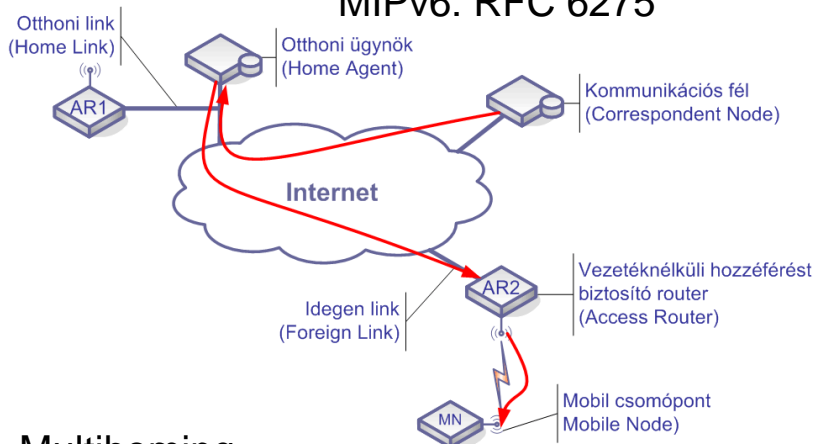 MIPv6: RFC 6275
Otthoni link
(Home Link)
Otthoni ügynök
(Home Agent)
AR1
Kommunikációs fél
(Correspondent Node)
Internet
AR2
Vezetéknélküli hozzéférést
biztosító router
(Access Router)
Idegen link
(Foreign Link)
MN
Mobil csomópont
Mobile Node)
Multihoming